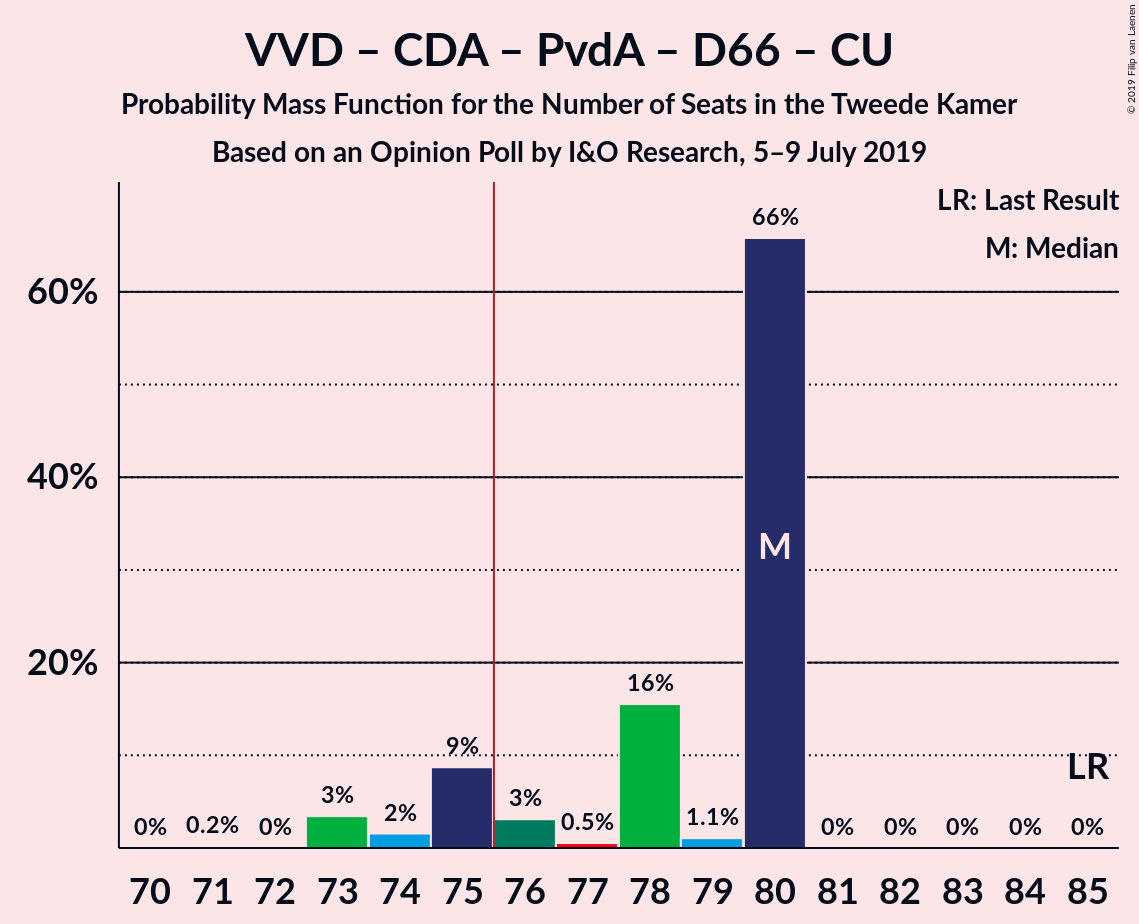 VVD – CDA – PvdA – D66 – CU
Probability Mass Function for the Number of Seats in the Tweede Kamer
Based on an Opinion Poll by I&O Research, 5–9 July 2019
© 2019 Filip van Laenen
LR: Last Result
M: Median
60%
40%
20%
0%
0.2%
0%
3%
2%
9%
3%
0.5%
16%
1.1%
66%
0%
0%
0%
0%
0%
M
LR
70 71 72 73 74 75 76 77 78 79 80 81 82 83 84 85